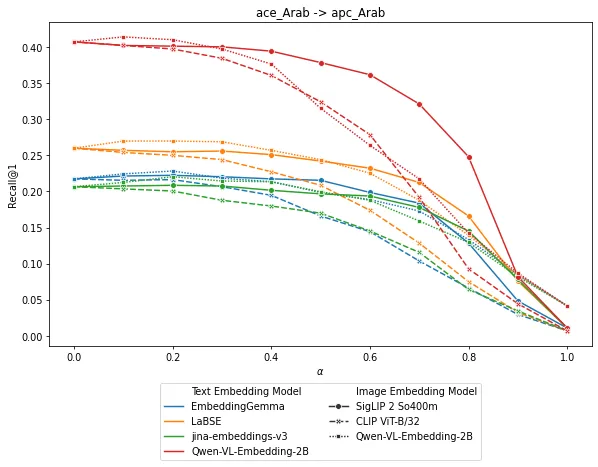 ace_Arab -> apc_Arab
Recall@1
0.40
0.35
0.30
0.25
0.20
0.15
0.10
0.05
0.00
0.0 0.2 0.4 0.6 0.8 1.0
α
Text Embedding Model Image Embedding Model
EmbeddingGemma SigLIP 2 So400m
LaBSE CLIP ViT-B/32
jina-embeddings-v3 Qwen-VL-Embedding-2B
Qwen-VL-Embedding-2B